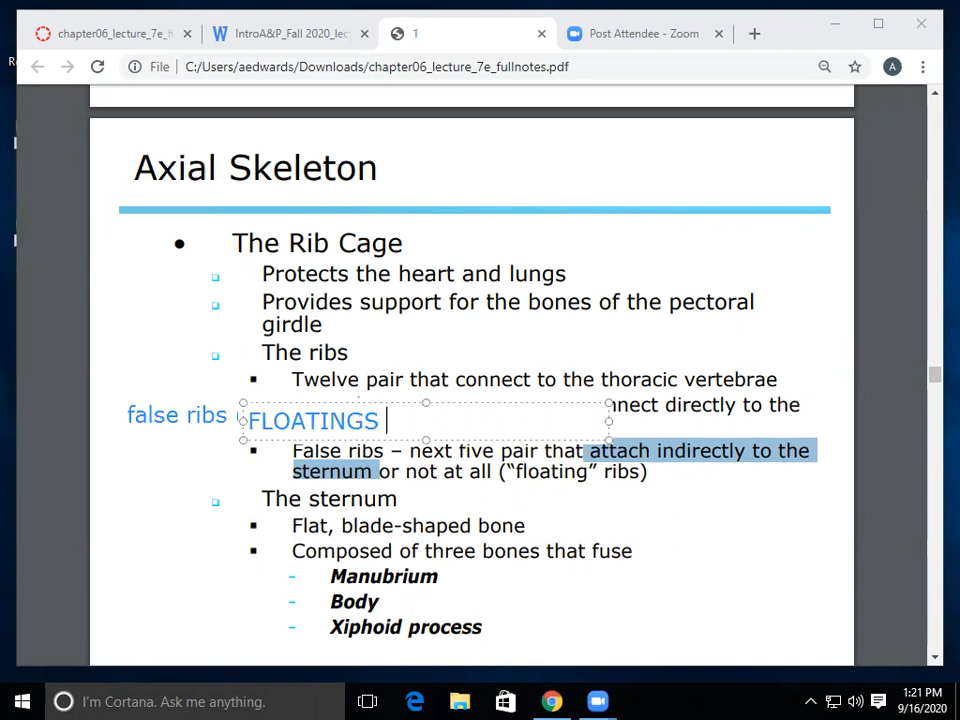 chapter06_lecture_7e_f
IntroA&P_Fall 2020_lec
1
Post Attendee - Zoom
File
C:/Users/aedwards/Downloads/chapter06_lecture_7e_fullnotes.pdf
A
Axial Skeleton
• The Rib Cage
Protects the heart and lungs
Provides support for the bones of the pectoral
girdle
The ribs
Twelve pair that connect to the thoracic vertebrae
nnect directly to the
false ribs
FLOATINGS
False ribs – next five pair that attach indirectly to the
sternum or not at all (“floating” ribs)
The sternum
Flat, blade-shaped bone
Composed of three bones that fuse
- Manubrium
- Body
- Xiphoid process
I'm Cortana. Ask me anything.
1:21 PM
9/16/2020